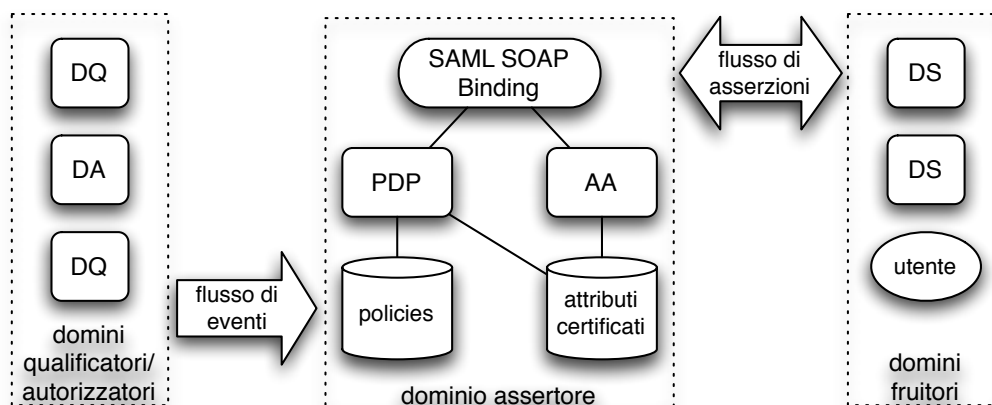 DQ
DA
DQ
domini
qualificatori/
autorizzatori
flusso di
eventi
SAML SOAP
Binding
PDP
AA
policies
attributi
certificati
dominio assertore
flusso di
asserzioni
DS
DS
utente
domini
fruitori